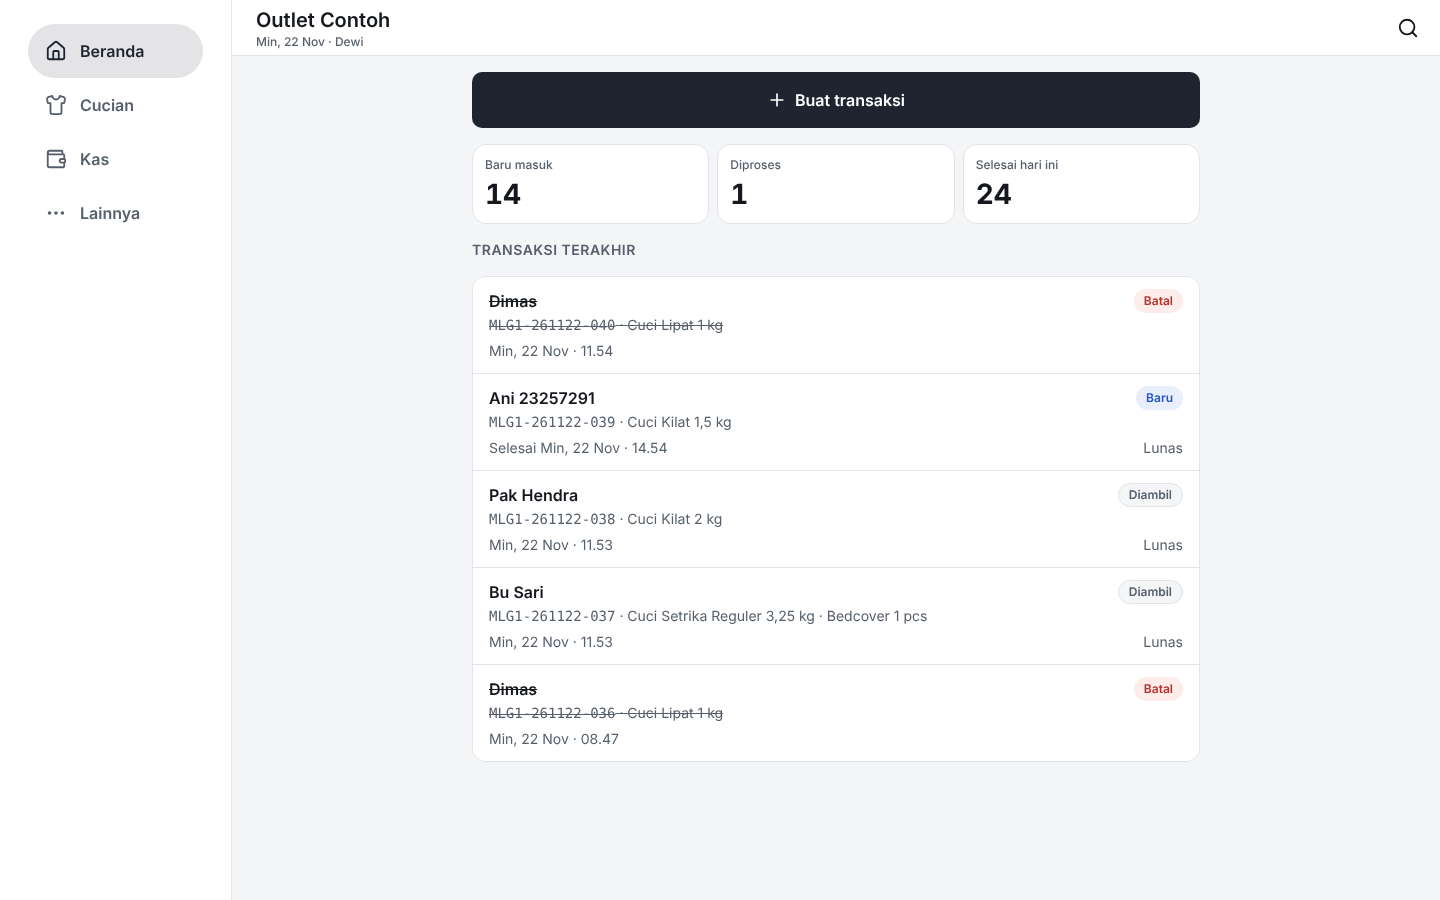 Beranda
Cucian
Kas
Lainnya
Outlet Contoh
Min, 22 Nov · Dewi
Buat transaksi
Baru masuk
14
Diproses
1
Selesai hari ini
24
TRANSAKSI TERAKHIR
Dimas
Batal
MLG1-261122-040 · Cuci Lipat 1 kg
Min, 22 Nov · 11.54
Ani 23257291
Baru
MLG1-261122-039 · Cuci Kilat 1,5 kg
Selesai Min, 22 Nov · 14.54
Lunas
Pak Hendra
Diambil
MLG1-261122-038 · Cuci Kilat 2 kg
Min, 22 Nov · 11.53
Lunas
Bu Sari
Diambil
MLG1-261122-037 · Cuci Setrika Reguler 3,25 kg · Bedcover 1 pcs
Min, 22 Nov · 11.53
Lunas
Dimas
Batal
MLG1-261122-036 · Cuci Lipat 1 kg
Min, 22 Nov · 08.47